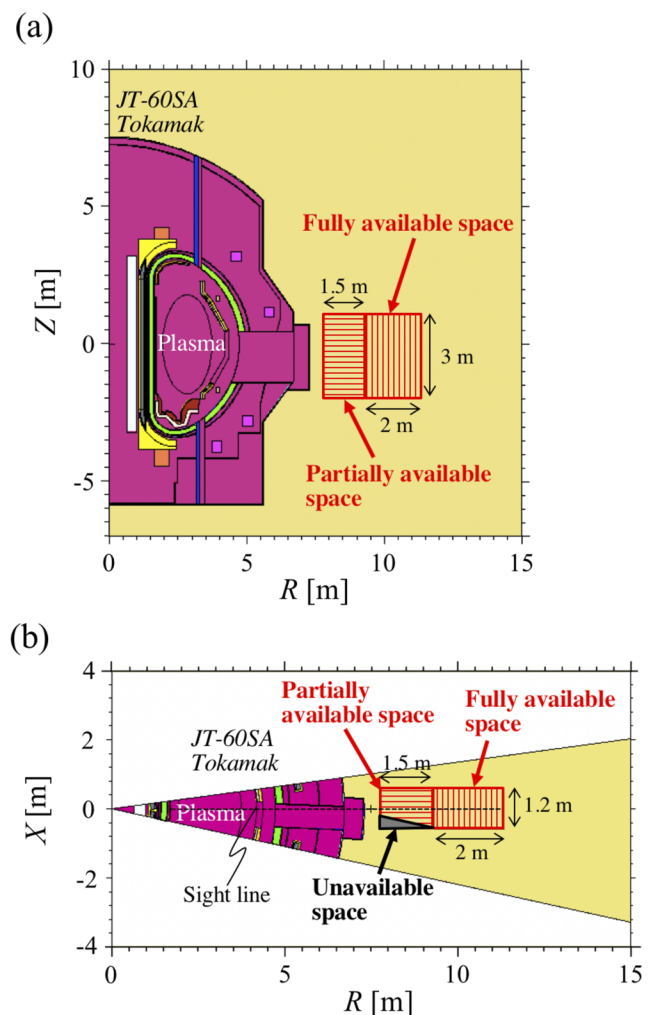 (a)
10
5
0
-5
Z [m]
JT-60SA
Tokamak
Fully available space
1.5 m
Plasma
3 m
2 m
Partially available
space
0
5
10
15
R [m]
(b)
4
2
0
-2
-4
X [m]
Partially
available space
Fully available
space
JT-60SA
Tokamak
1.5 m
Plasma
1.2 m
2 m
Sight line
Unavailable
space
0
5
10
15
R [m]